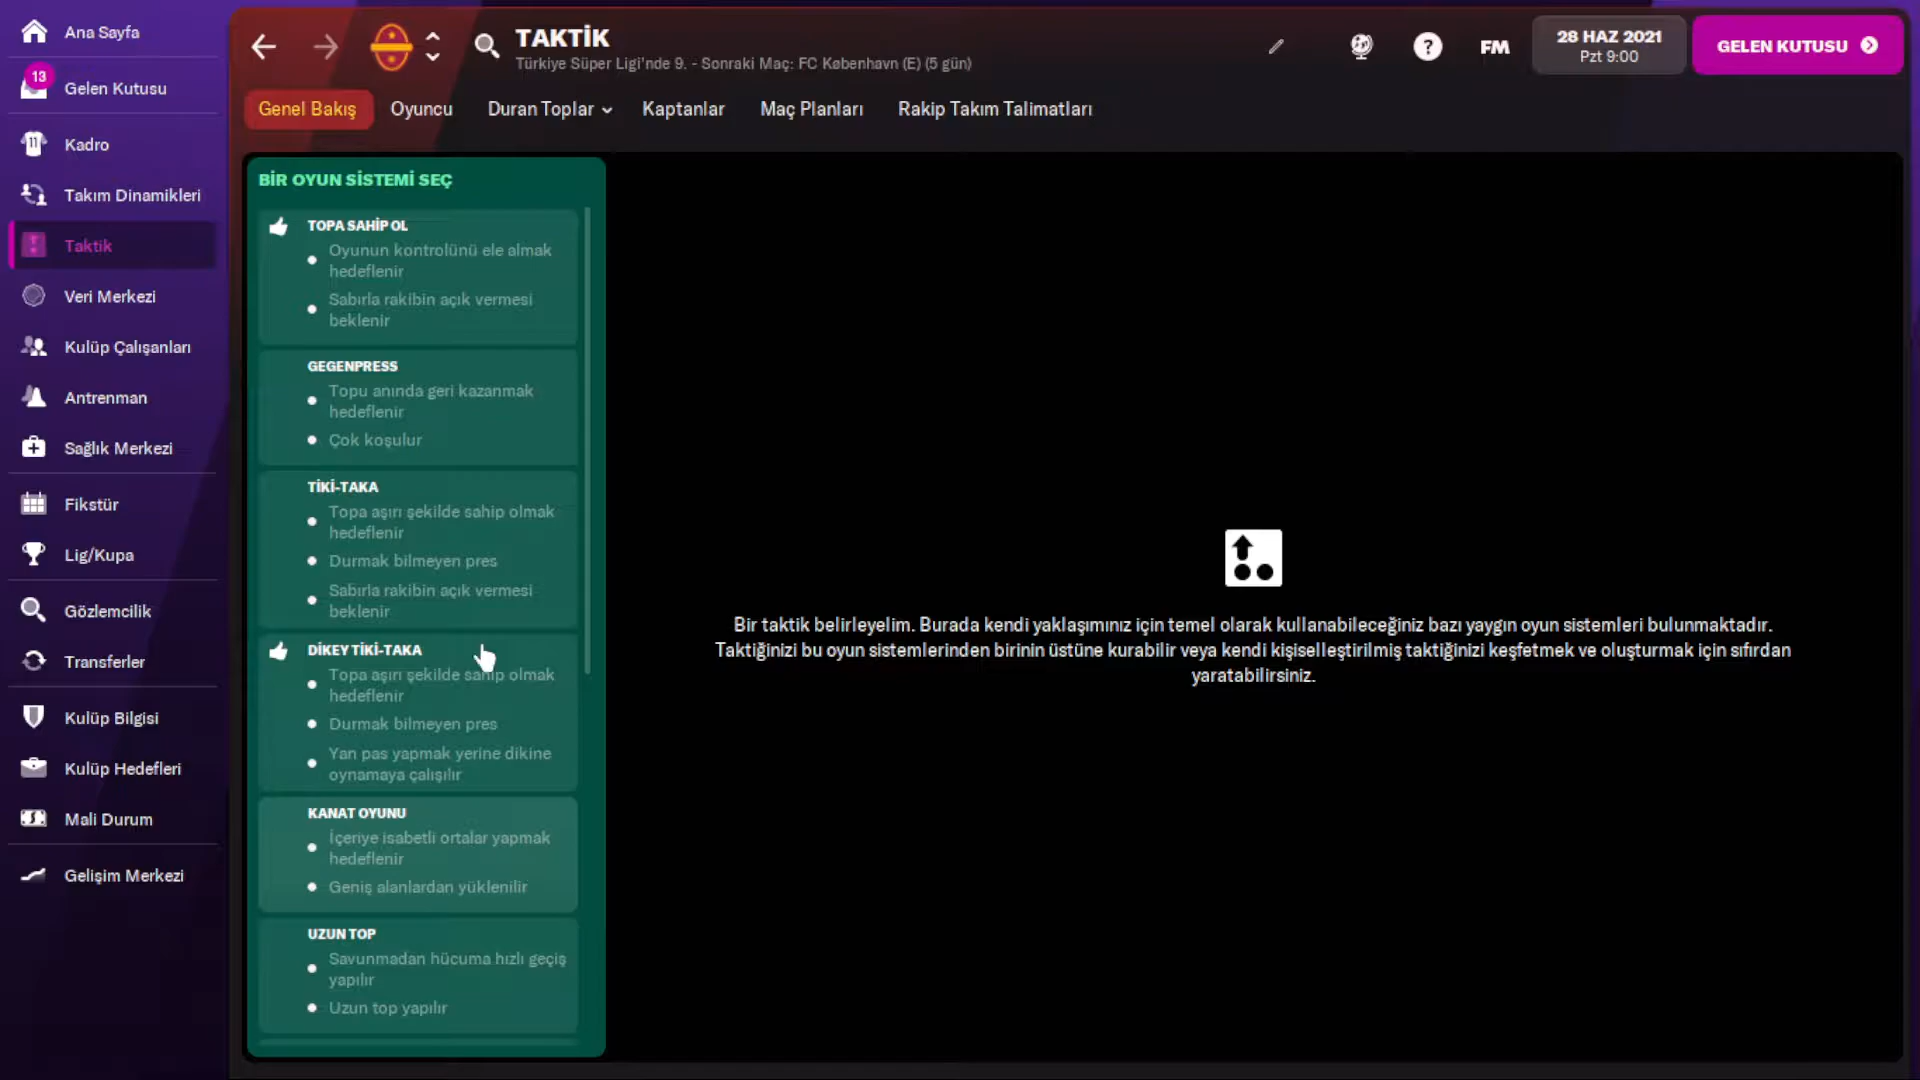 Ana Sayfa
13
Gelen Kutusu
11
Kadro
Takım Dinamikleri
Taktik
Veri Merkezi
Kulüp Çalışanları
Antrenman
Sağlık Merkezi
Fikstür
Lig/Kupa
Gözlemcilik
Transferler
Kulüp Bilgisi
Kulüp Hedefleri
Mali Durum
Gelişim Merkezi
TAKTİK
Türkiye Süper Ligi'nde 9. - Sonraki Maç: FC København (E) (5 gün)
?
FM
28 HAZ 2021
Pzt 9:00
GELEN KUTUSU
Genel Bakış
Oyuncu
Duran Toplar
Kaptanlar
Maç Planları
Rakip Takım Talimatları
BİR OYUN SİSTEMİ SEÇ
TOPA SAHİP OL
Oyunun kontrolünü ele almak
hedeflenir
Sabırla rakibin açık vermesi
beklenir
GEGENPRESS
Topu anında geri kazanmak
hedeflenir
Çok koşulur
TİKİ-TAKA
Topa aşırı şekilde sahip olmak
hedeflenir
Durmak bilmeyen pres
Sabırla rakibin açık vermesi
beklenir
DİKEY TİKİ-TAKA
Topa aşırı şekilde sahip olmak
hedeflenir
Durmak bilmeyen pres
Yan pas yapmak yerine dikine
oynamaya çalışılır
KANAT OYUNU
İçeriye isabetli ortalar yapmak
hedeflenir
Geniş alanlardan yüklenilir
UZUN TOP
Savunmadan hücuma hızlı geçiş
yapılır
Uzun top yapılır
Bir taktik belirleyelim. Burada kendi yaklaşımınız için temel olarak kullanabileceğiniz bazı yaygın oyun sistemleri bulunmaktadır.
Taktiğinizi bu oyun sistemlerinden birinin üstüne kurabilir veya kendi kişiselleştirilmiş taktiğinizi keşfetmek ve oluşturmak için sıfırdan
yaratabilirsiniz.